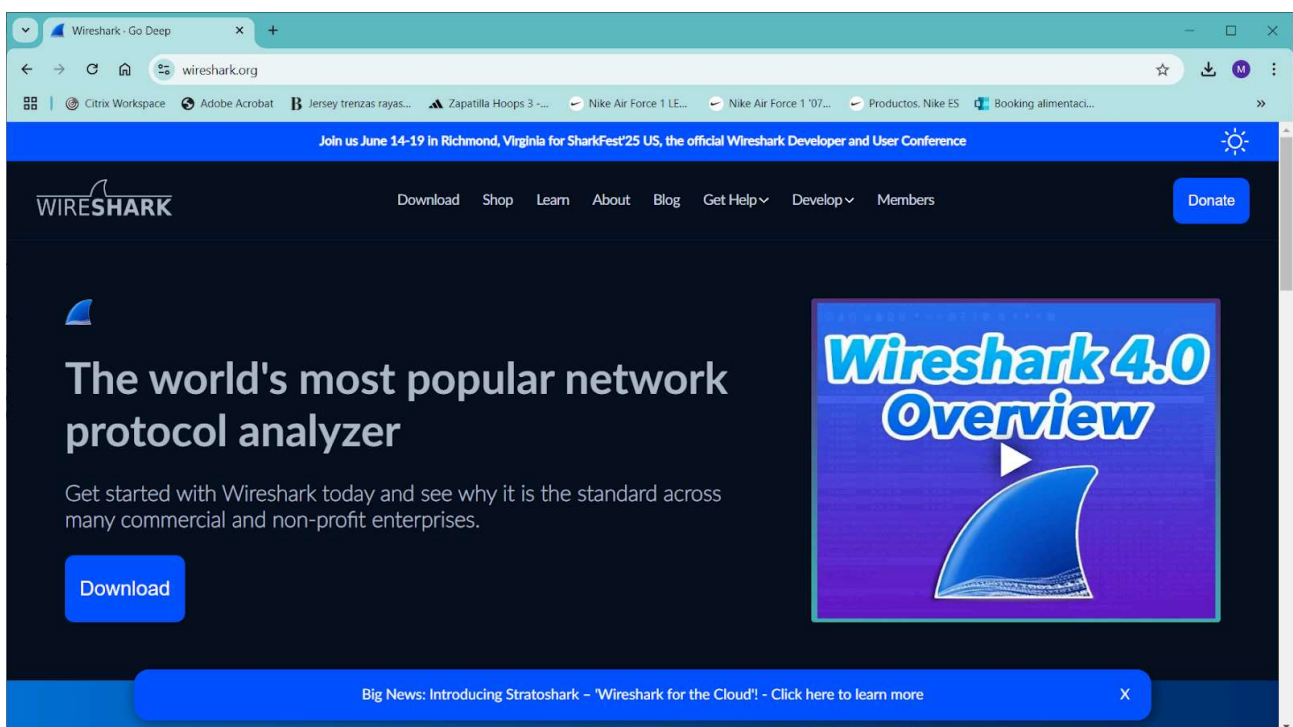 Wireshark · Go Deep
wireshark.org
Citrix Workspace Adobe Acrobat Jersey trenzas rayas... Zapatilla Hoops 3 -... Nike Air Force 1 LE... Nike Air Force 1 '07... Productos. Nike ES Booking alimentaci...
Join us June 14-19 in Richmond, Virginia for SharkFest'25 US, the official Wireshark Developer and User Conference
WIRESHARK Download Shop Learn About Blog Get Help Develop Members Donate
The world's most popular network
protocol analyzer
Get started with Wireshark today and see why it is the standard across
many commercial and non-profit enterprises.
Download
Wireshark 4.0
Overview
Big News: Introducing Stratoshark – 'Wireshark for the Cloud'! - Click here to learn more X